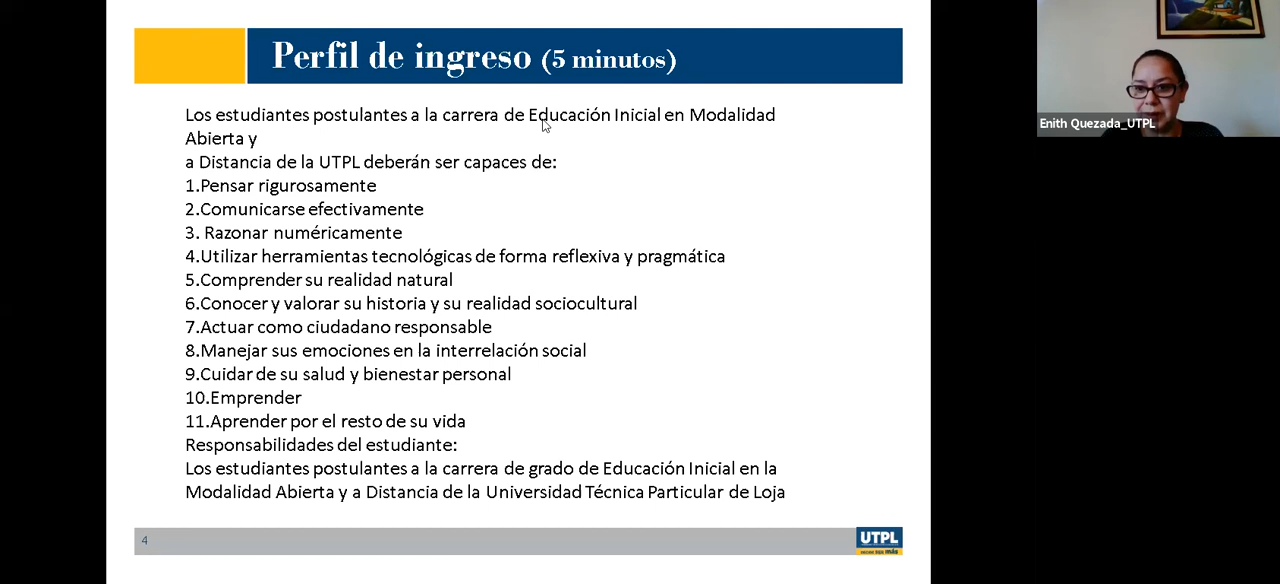 Perfil de ingreso (5 minutos)
Los estudiantes postulantes a la carrera de Educación Inicial en Modalidad
Abierta y
a Distancia de la UTPL deberán ser capaces de:
1.Pensar rigurosamente
2.Comunicarse efectivamente
3. Razonar numéricamente
4.Utilizar herramientas tecnológicas de forma reflexiva y pragmática
5.Comprender su realidad natural
6.Conocer y valorar su historia y su realidad sociocultural
7.Actuar como ciudadano responsable
8.Manejar sus emociones en la interrelación social
9.Cuidar de su salud y bienestar personal
10.Emprender
11.Aprender por el resto de su vida
Responsabilidades del estudiante:
Los estudiantes postulantes a la carrera de grado de Educación Inicial en la
Modalidad Abierta y a Distancia de la Universidad Técnica Particular de Loja
4
UTPL
Enith Quezada_UTPL